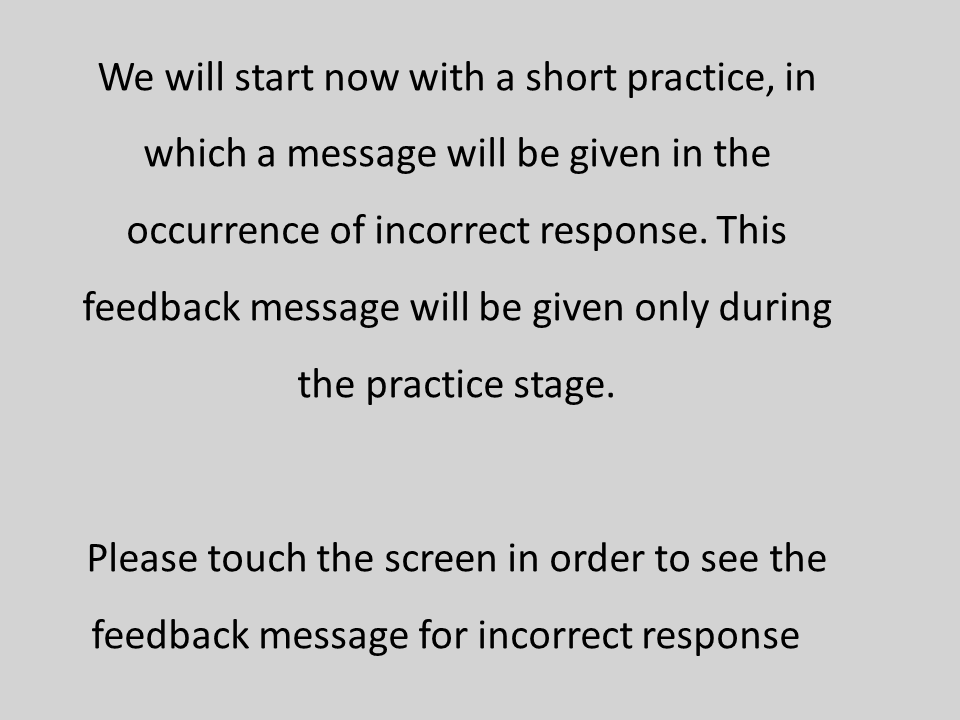 We will start now with a short practice, in
which a message will be given in the
occurrence of incorrect response. This
feedback message will be given only during
the practice stage.
Please touch the screen in order to see the
feedback message for incorrect response